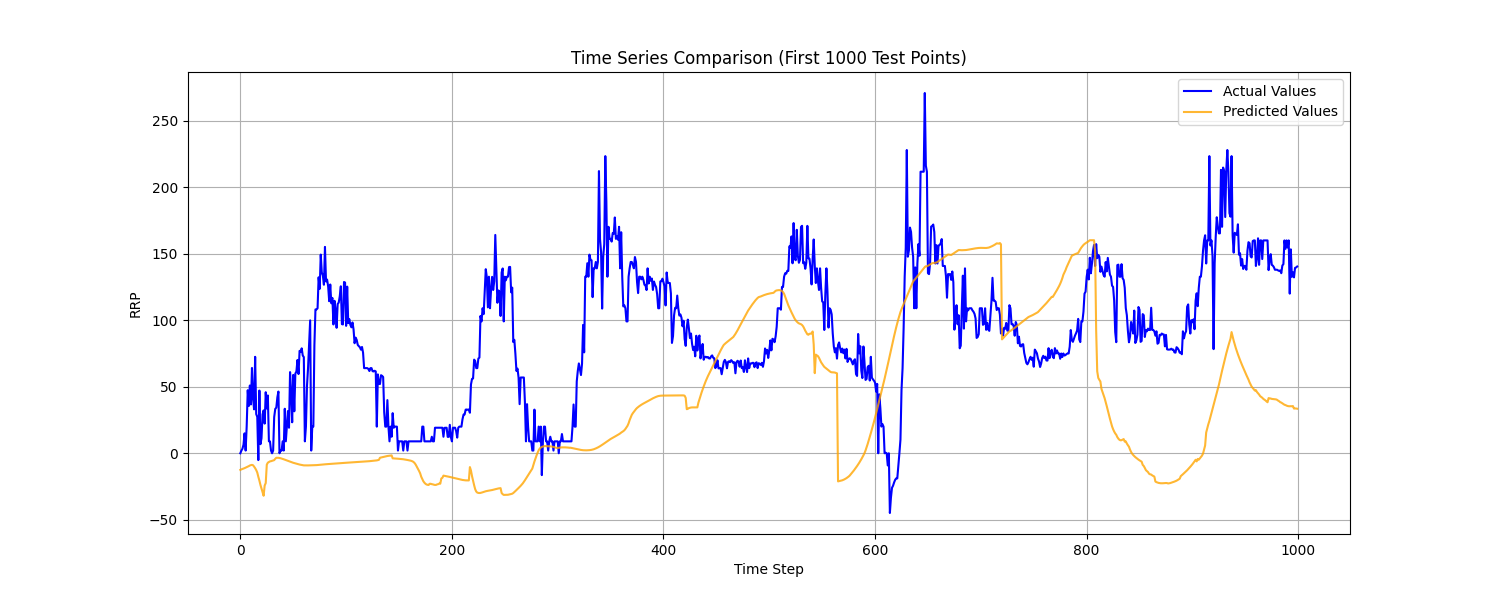 Time Series Comparison (First 1000 Test Points)
Actual Values
Predicted Values
RRP
250
200
150
100
50
0
−50
0 200 400 600 800 1000
Time Step